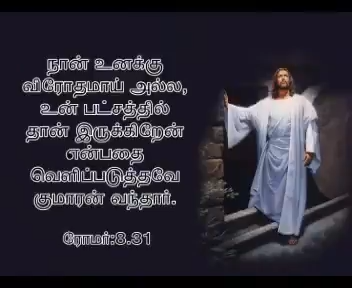 நான் உனக்கு
விரோதமாய் அல்ல,
உன் பட்சத்தில்
தான் இருக்கிறேன்
என்பதை
வெளிப்படுத்தவே
குமாரன் வந்தார்.
ரோமர்:8.31